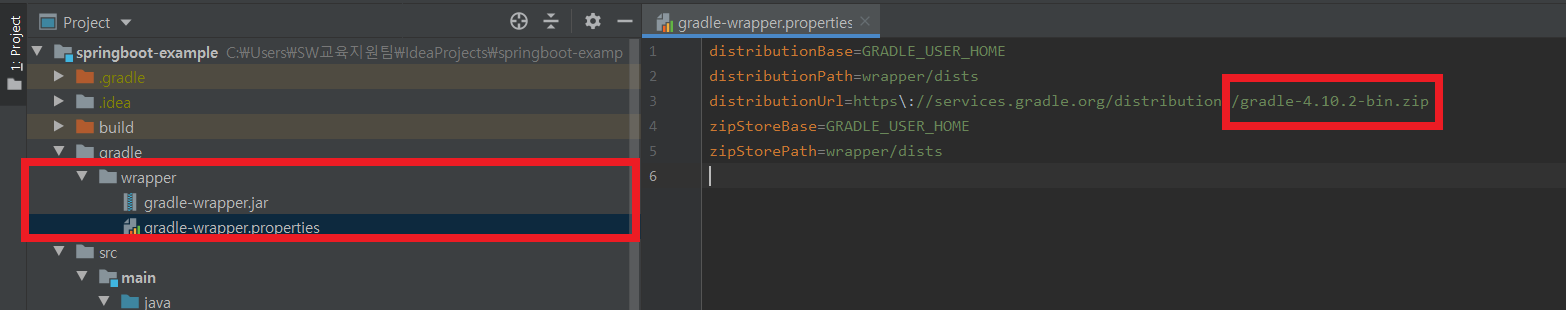 1: Project
Project
springboot-example C:₩Users₩SW교육지원팀₩IdeaProjects₩springboot-examp
.gradle
.idea
build
gradle
wrapper
gradle-wrapper.jar
gradle-wrapper.properties
src
main
java
gradle-wrapper.properties
1 distributionBase=GRADLE_USER_HOME
2 distributionPath=wrapper/dists
3 distributionUrl=https\://services.gradle.org/distribution /gradle-4.10.2-bin.zip
4 zipStoreBase=GRADLE_USER_HOME
5 zipStorePath=wrapper/dists
6